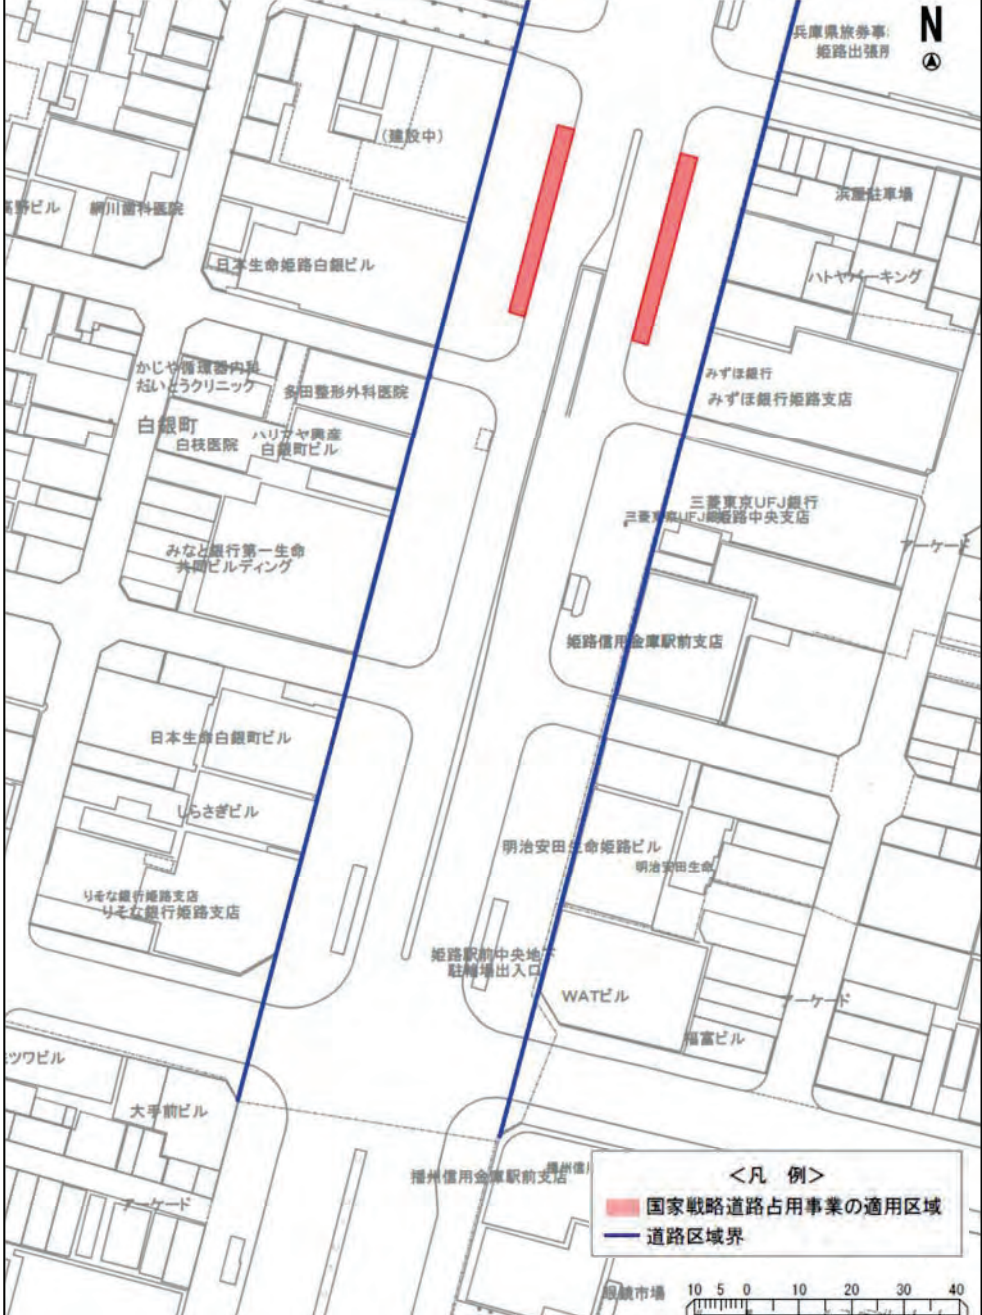 N
兵庫県旅券事
姫路出張所
(建設中)
浜屋駐車場
高野ビル
網川歯科医院
日本生命姫路白銀ビル
ハトヤパーキング
かじや循環器内科
だいとうクリニック
多田整形外科医院
みずほ銀行
みずほ銀行姫路支店
白銀町
白枝医院
ハリマヤ興産
白銀町ビル
三菱東京UFJ銀行
姫路中央支店
アーケード
みなと銀行第一生命
共同ビルディング
姫路信用金庫駅前支店
日本生命白銀町ビル
しらさぎビル
明治安田生命姫路ビル
明治安田生命
りそな銀行姫路支店
りそな銀行姫路支店
姫路駅前中央地下
駐輪場出入口
WATビル
アーケード
福富ビル
ミツワビル
大手前ビル
播州信用金庫駅前支店
播州信
アーケード
<凡 例>
国家戦略道路占用事業の適用区域
道路区域界
眼鏡市場
10 5 0 10 20 30 40